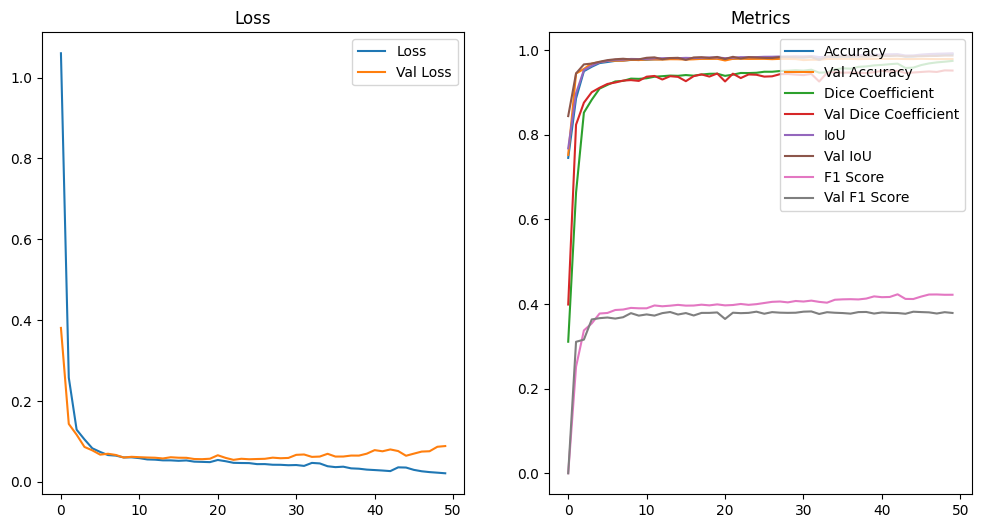 Loss
1.0
0.8
0.6
0.4
0.2
0.0
0 10 20 30 40 50
Loss
Val Loss
Metrics
1.0
0.8
0.6
0.4
0.2
0.0
0 10 20 30 40 50
Accuracy
Val Accuracy
Dice Coefficient
Val Dice Coefficient
IoU
Val IoU
F1 Score
Val F1 Score